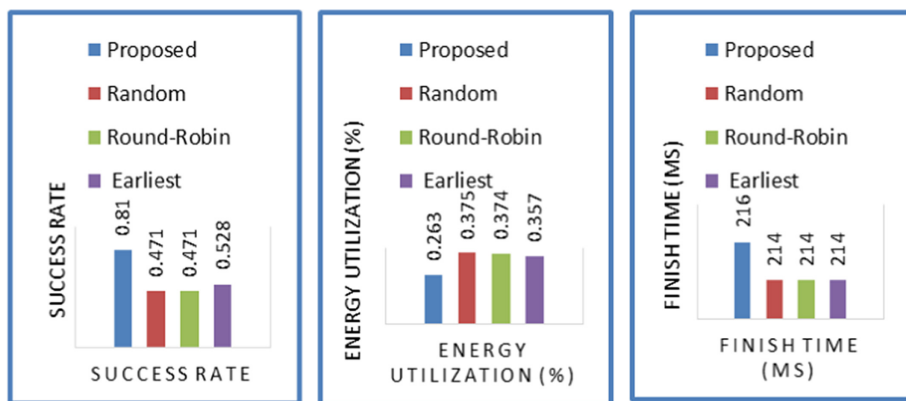 Proposed
Random
Round-Robin
Earliest
SUCCESS RATE
0.81
0.471
0.471
0.528
SUCCESS RATE
Proposed
Random
Round-Robin
Earliest
ENERGY UTILIZATION (%)
0.263
0.375
0.374
0.357
ENERGY
UTILIZATION (%)
Proposed
Random
Round-Robin
Earliest
FINISH TIME (MS)
216
214
214
214
FINISH TIME
(MS)